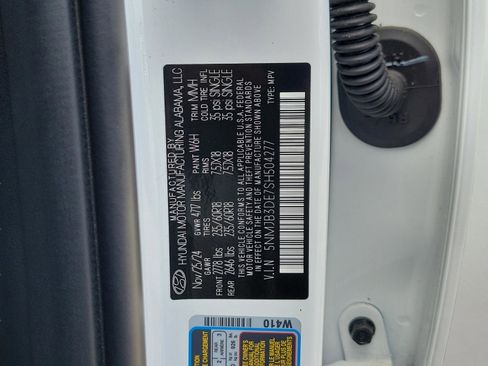 MANUFACTURED BY
HYUNDAI MOTOR MANUFACTURING ALABAMA, LLC
Nov/25/24 GVWR 4717 lbs PAINT W6H TRIM MMH
GAWR TIRES RIMS COLD TIRE INFL
FRONT 2778 lbs 235/60R18 7.5JX18 35 PSI SINGLE
REAR 2646 lbs 235/60R18 7.5JX18 35 PSI SINGLE
THIS VEHICLE CONFORMS TO ALL APPLICABLE U.S.A. FEDERAL
MOTOR VEHICLE SAFETY AND THEFT PREVENTION
STANDARDS IN EFFECT ON THE DATE OF MANUFACTURE SHOWN ABOVE
V.I.N 5NMDB3DE7SH504277 TYPE: MPV
W410